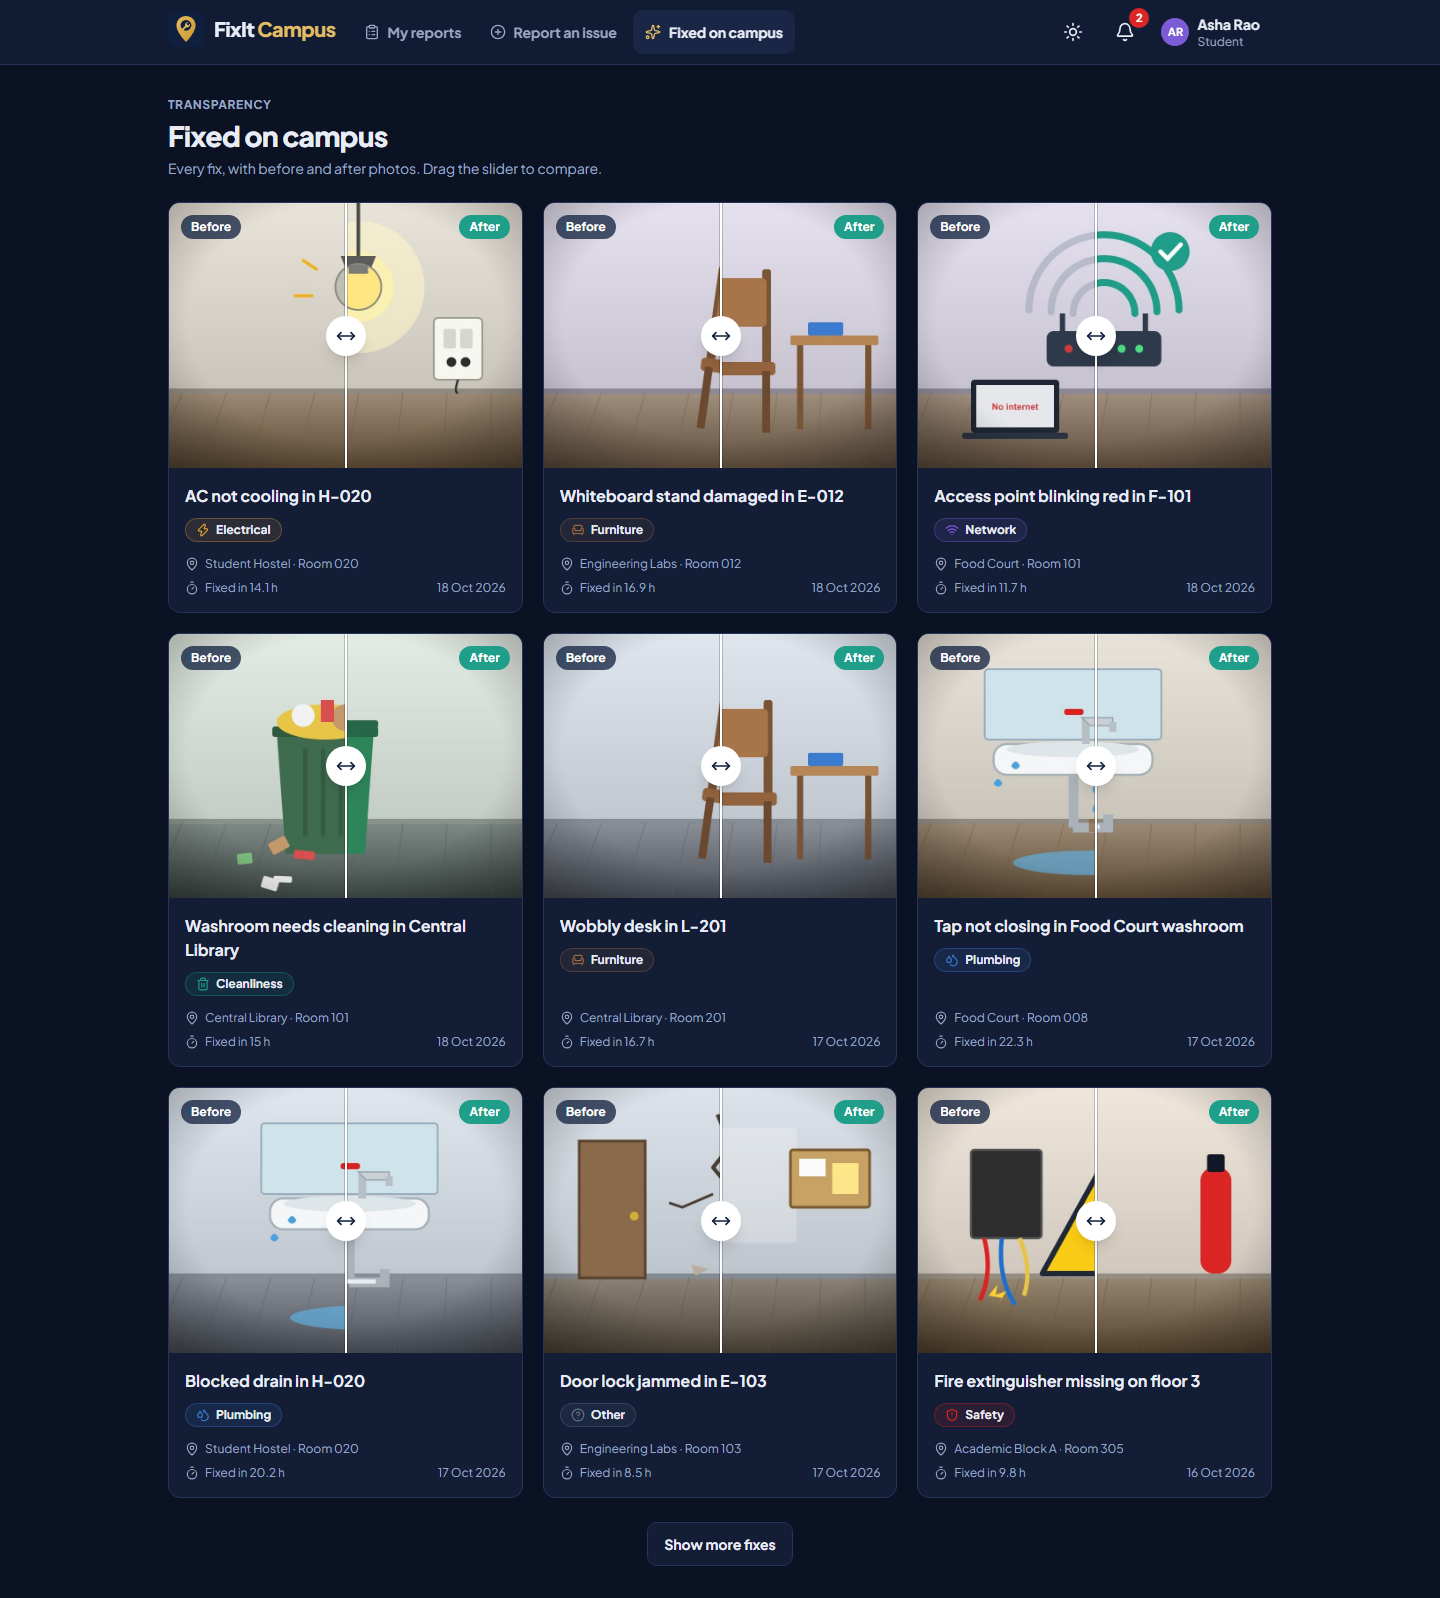 FixIt Campus
My reports
Report an issue
Fixed on campus
2
AR
Asha Rao
Student
TRANSPARENCY
Fixed on campus
Every fix, with before and after photos. Drag the slider to compare.
Before
After
Before
After
Before
After
No internet
AC not cooling in H-020
Electrical
Student Hostel · Room 020
Fixed in 14.1 h
18 Oct 2026
Whiteboard stand damaged in E-012
Furniture
Engineering Labs · Room 012
Fixed in 16.9 h
18 Oct 2026
Access point blinking red in F-101
Network
Food Court · Room 101
Fixed in 11.7 h
18 Oct 2026
Before
After
Before
After
Before
After
Washroom needs cleaning in Central
Library
Cleanliness
Central Library · Room 101
Fixed in 15 h
18 Oct 2026
Wobbly desk in L-201
Furniture
Central Library · Room 201
Fixed in 16.7 h
17 Oct 2026
Tap not closing in Food Court washroom
Plumbing
Food Court · Room 008
Fixed in 22.3 h
17 Oct 2026
Before
After
Before
After
Before
After
Blocked drain in H-020
Plumbing
Student Hostel · Room 020
Fixed in 20.2 h
17 Oct 2026
Door lock jammed in E-103
Other
Engineering Labs · Room 103
Fixed in 8.5 h
17 Oct 2026
Fire extinguisher missing on floor 3
Safety
Academic Block A · Room 305
Fixed in 9.8 h
16 Oct 2026
Show more fixes